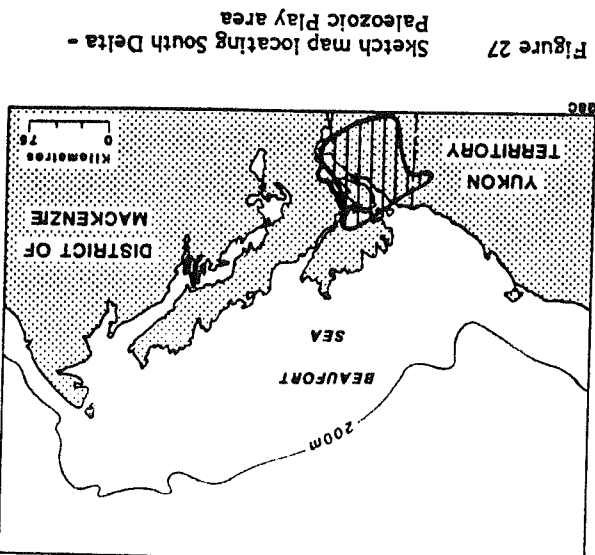 200m
BEAUFORT
SEA
DISTRICT OF
MACKENZIE
YUKON
TERRITORY
Kilometres
0 75
GSC
Figure 27 Sketch map locating South Delta -
Paleozoic Play area